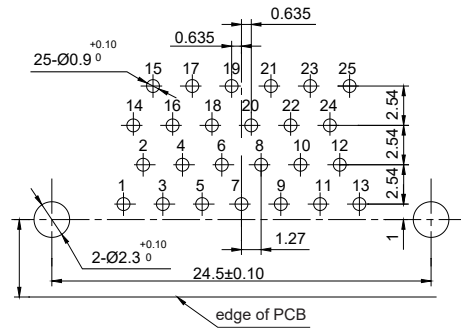 0.635
0.635
25-Ø0.9 +0.10 0
15 17 19 21 23 25
2.54
14 16 18 20 22 24
2.54
2 4 6 8 10 12
2.54
1 3 5 7 9 11 13
1
2-Ø2.3 +0.10 0
1.27
24.5±0.10
edge of PCB